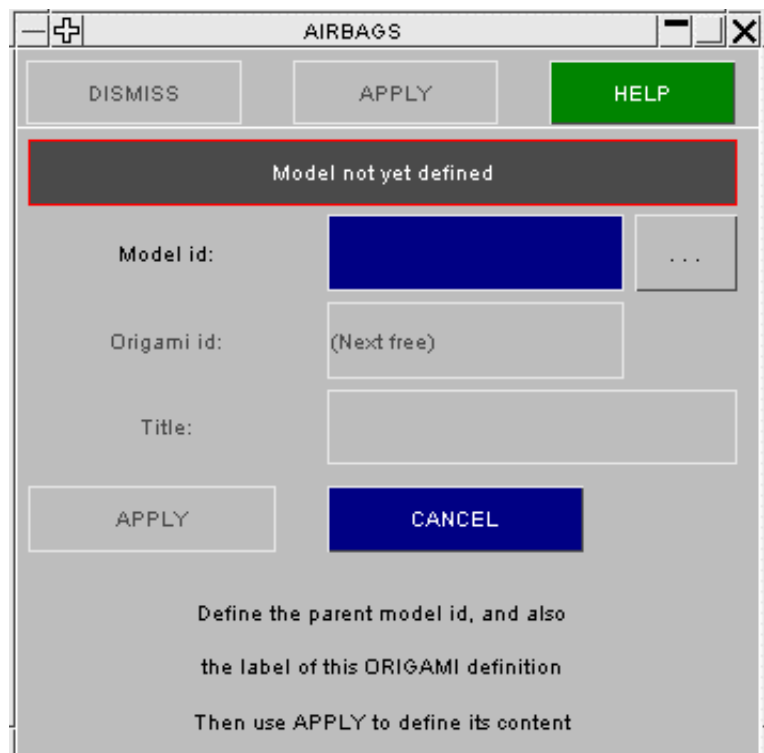 AIRBAGS
DISMISS APPLY HELP
Model not yet defined
Model id: ...
Origami id: (Next free)
Title:
APPLY CANCEL
Define the parent model id, and also
the label of this ORIGAMI definition
Then use APPLY to define its content